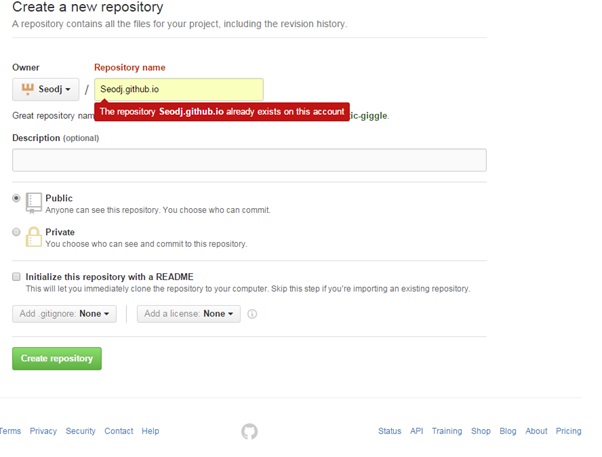 Create a new repository
A repository contains all the files for your project, including the revision history.
Owner
Repository name
Seodj
/
Seodj.github.io
The repository Seodj.github.io already exists on this account
Great repository nam
ic-giggle.
Description (optional)
Public
Anyone can see this repository. You choose who can commit.
Private
You choose who can see and commit to this repository.
Initialize this repository with a README
This will let you immediately clone the repository to your computer. Skip this step if you're importing an existing repository.
Add .gitignore: None
Add a license: None
Create repository
Terms Privacy Security Contact Help
Status API Training Shop Blog About Pricing